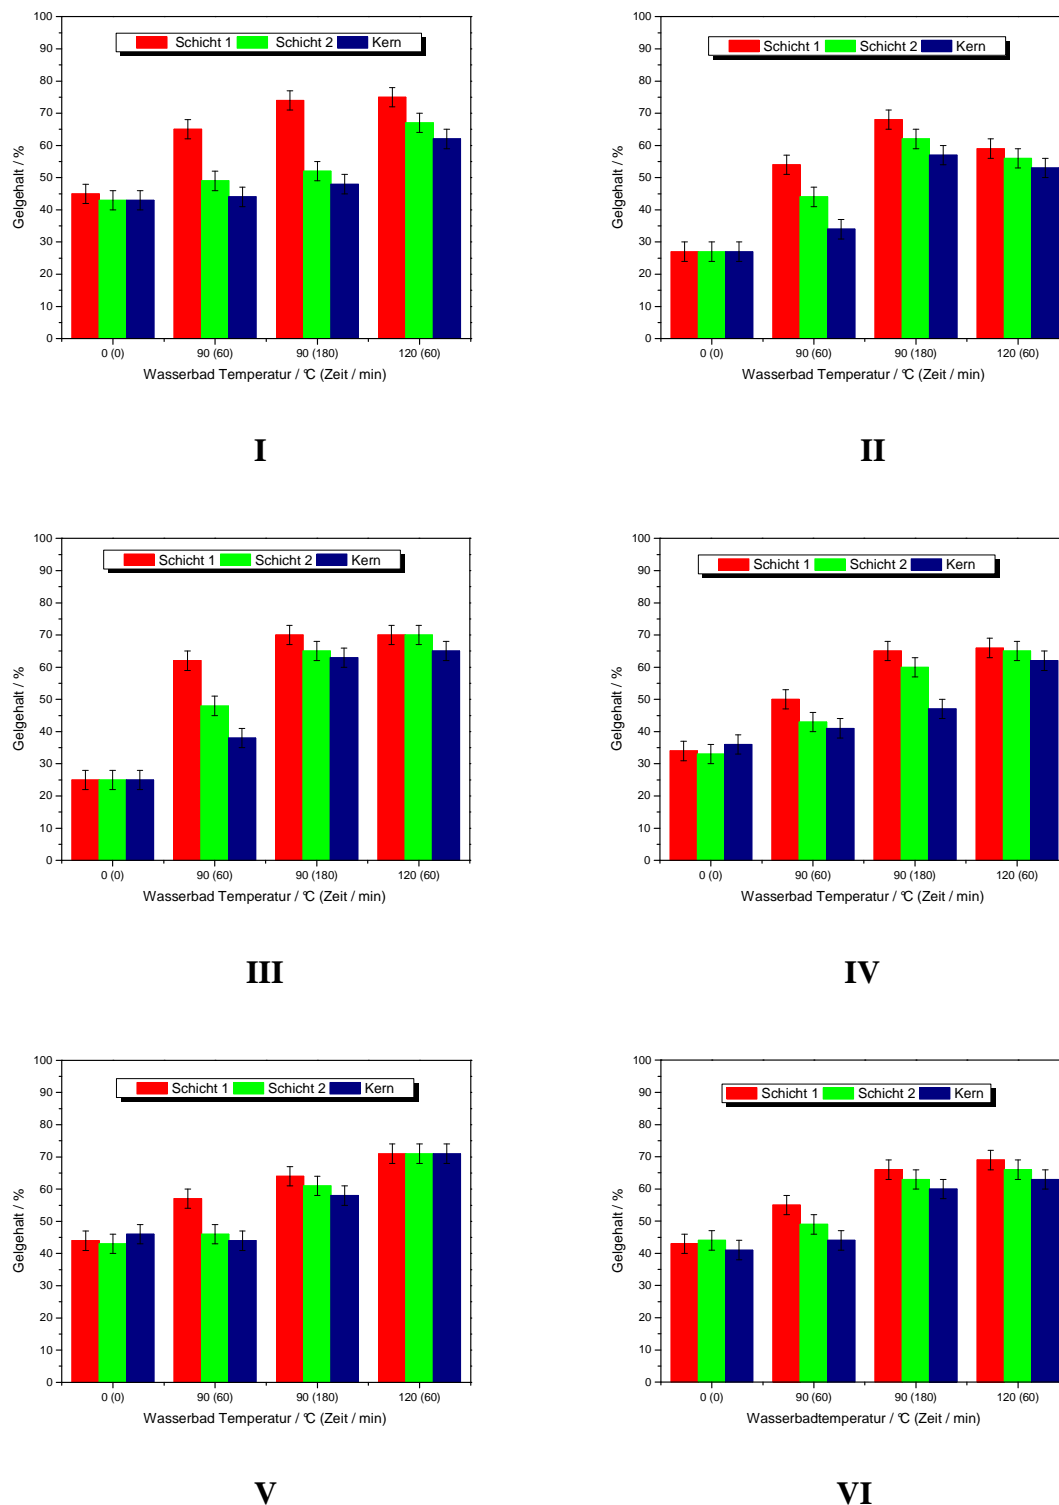 100
90
80
70
60
50
40
30
20
10
0
Gelgehalt / %
Schicht 1 Schicht 2 Kern
0 (0) 90 (60) 90 (180) 120 (60)
Wasserbad Temperatur / °C (Zeit / min)
I
100
90
80
70
60
50
40
30
20
10
0
Gelgehalt / %
Schicht 1 Schicht 2 Kern
0 (0) 90 (60) 90 (180) 120 (60)
Wasserbad Temperatur / °C (Zeit / min)
II
100
90
80
70
60
50
40
30
20
10
0
Gelgehalt / %
Schicht 1 Schicht 2 Kern
0 (0) 90 (60) 90 (180) 120 (60)
Wasserbad Temperatur / °C (Zeit / min)
III
100
90
80
70
60
50
40
30
20
10
0
Gelgehalt / %
Schicht 1 Schicht 2 Kern
0 (0) 90 (60) 90 (180) 120 (60)
Wasserbad Temperatur / °C (Zeit / min)
IV
100
90
80
70
60
50
40
30
20
10
0
Gelgehalt / %
Schicht 1 Schicht 2 Kern
0 (0) 90 (60) 90 (180) 120 (60)
Wasserbad Temperatur / °C (Zeit / min)
V
100
90
80
70
60
50
40
30
20
10
0
Gelgehalt / %
Schicht 1 Schicht 2 Kern
0 (0) 90 (60) 90 (180) 120 (60)
Wasserbadtemperatur / °C (Zeit / min)
VI